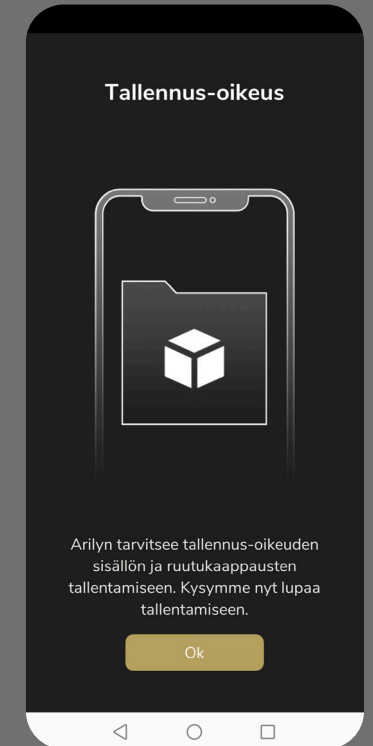 Tallennus-oikeus
Arilyn tarvitsee tallennus-oikeuden
sisällön ja ruutukaappausten
tallentamiseen. Kysymme nyt lupaa
tallentamiseen.
Ok